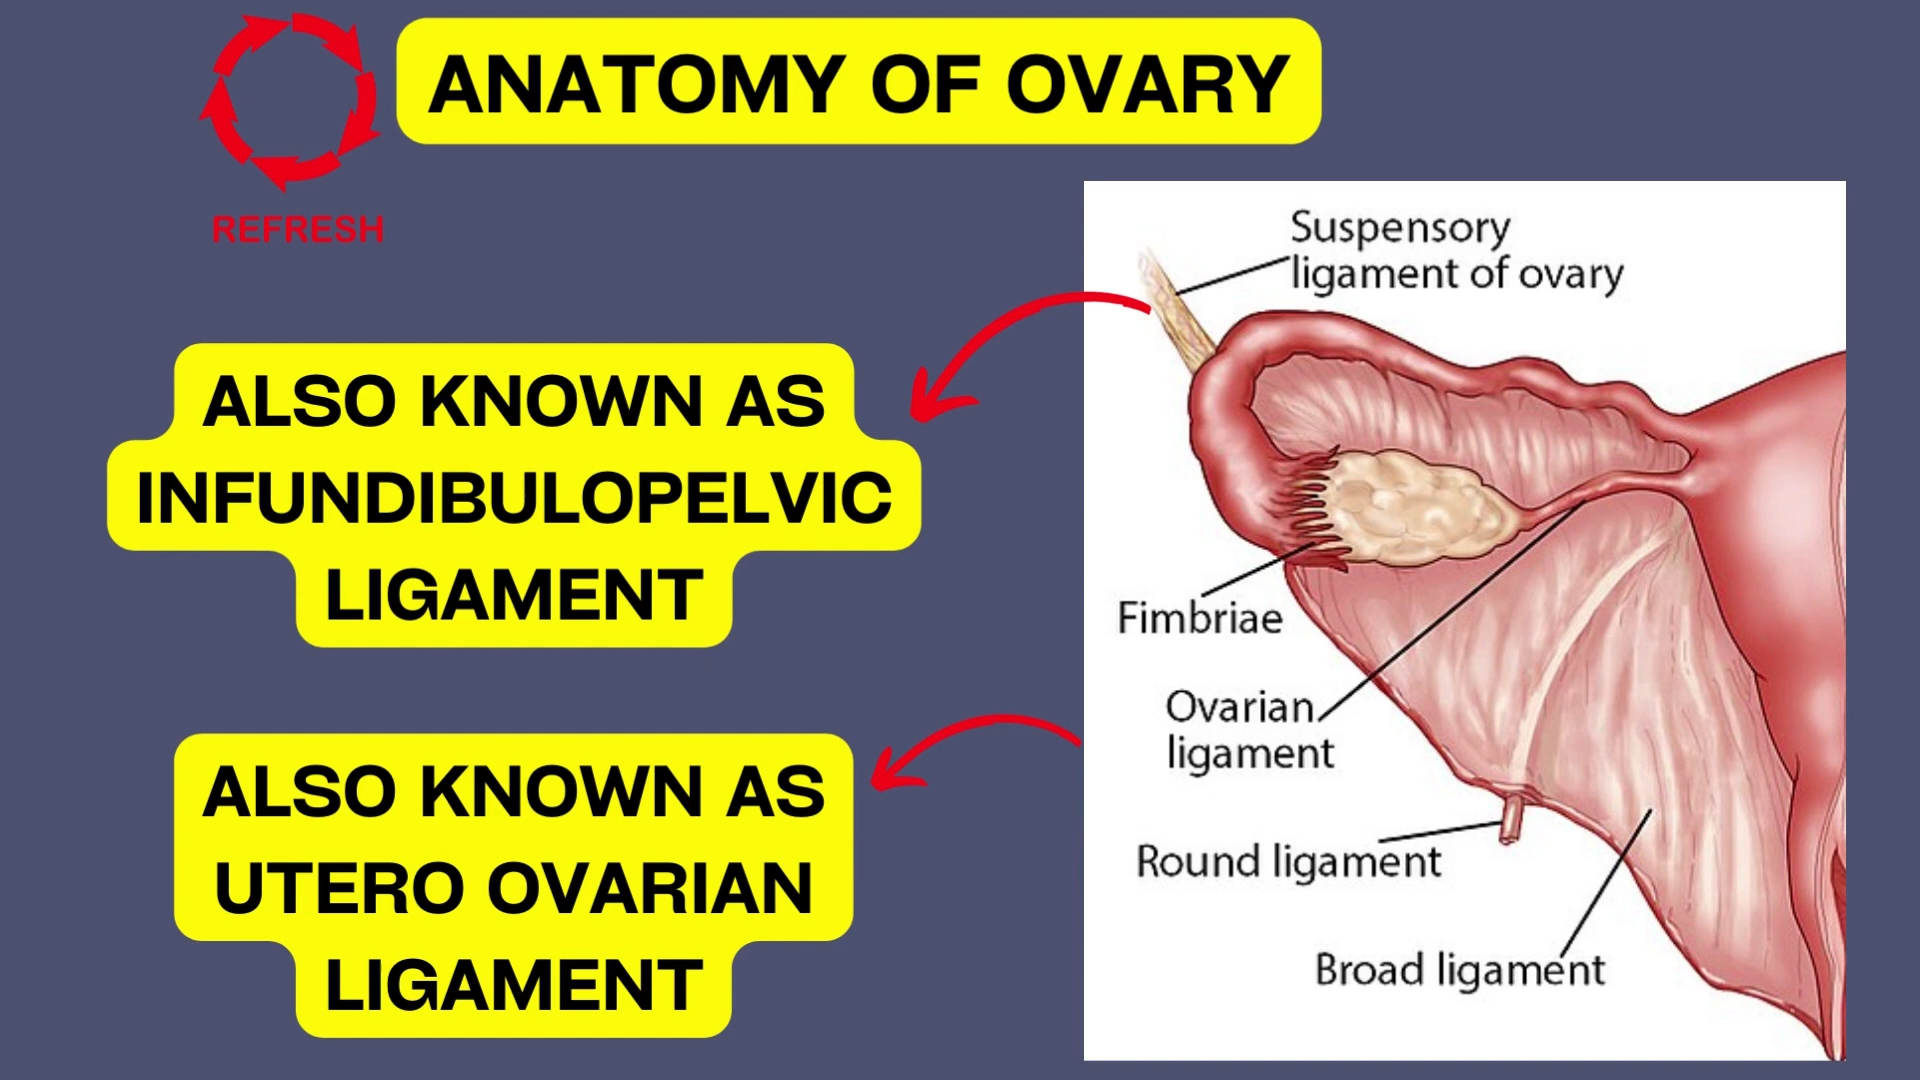 ANATOMY OF OVARY
REFRESH
ALSO KNOWN AS
INFUNDIBULOPELVIC
LIGAMENT
ALSO KNOWN AS
UTERO OVARIAN
LIGAMENT
Suspensory
ligament of ovary
Fimbriae
Ovarian
ligament
Round ligament
Broad ligament